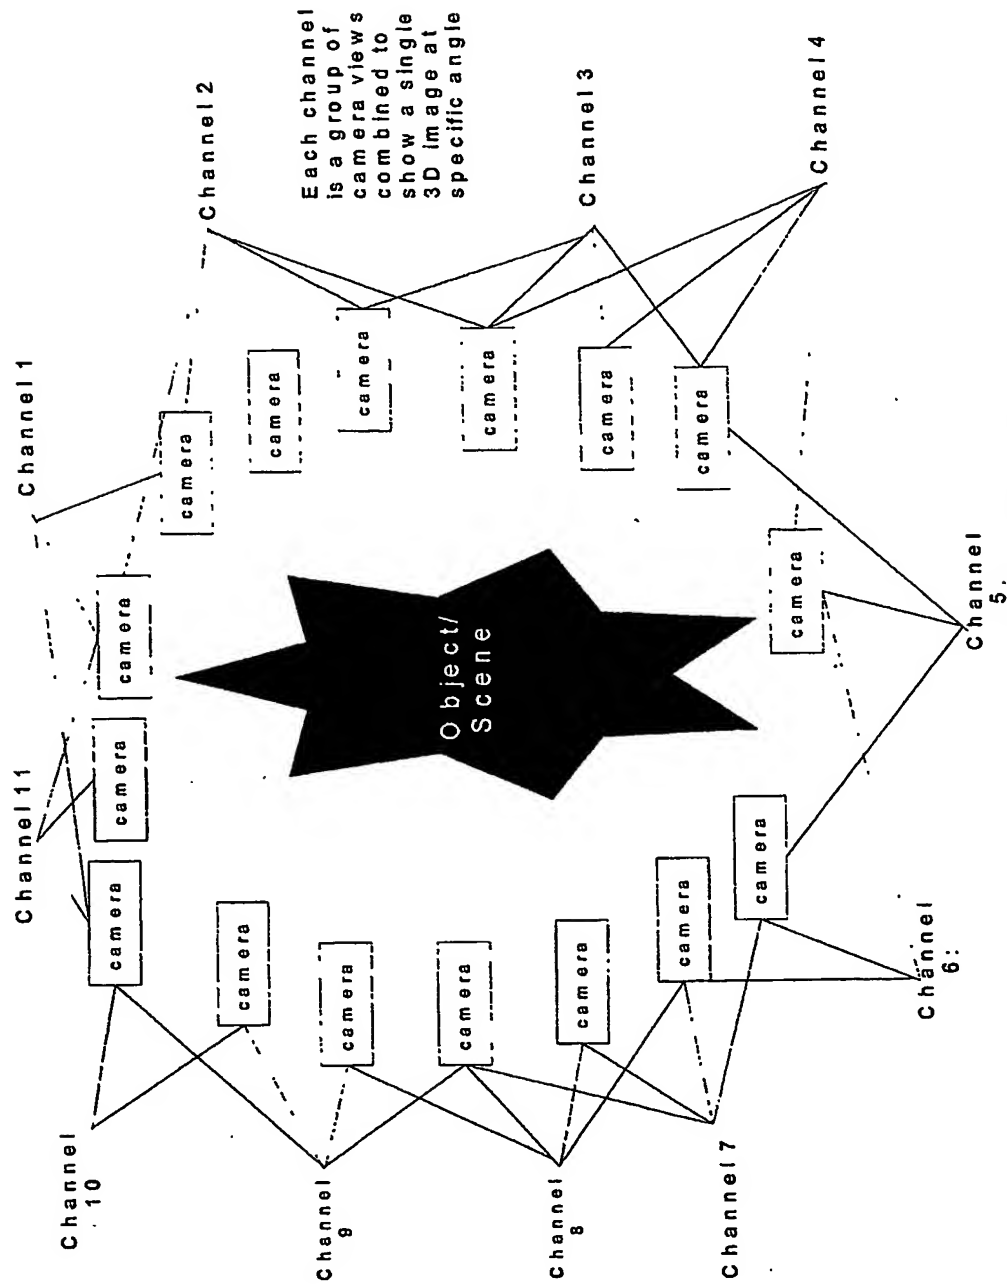 Channel 11
Channel 1
Channel
10
camera
camera
camera
camera
Channel 2
camera
camera
Each channel
is a group of
camera views
combined to
show a single
3D image at
specific angle
Channel
9
camera
camera
Object/
Scene
camera
camera
Channel
8
camera
camera
Channel 3
camera
camera
Channel 7
camera
camera
Channel 4
Channel
6:
Channel
5: